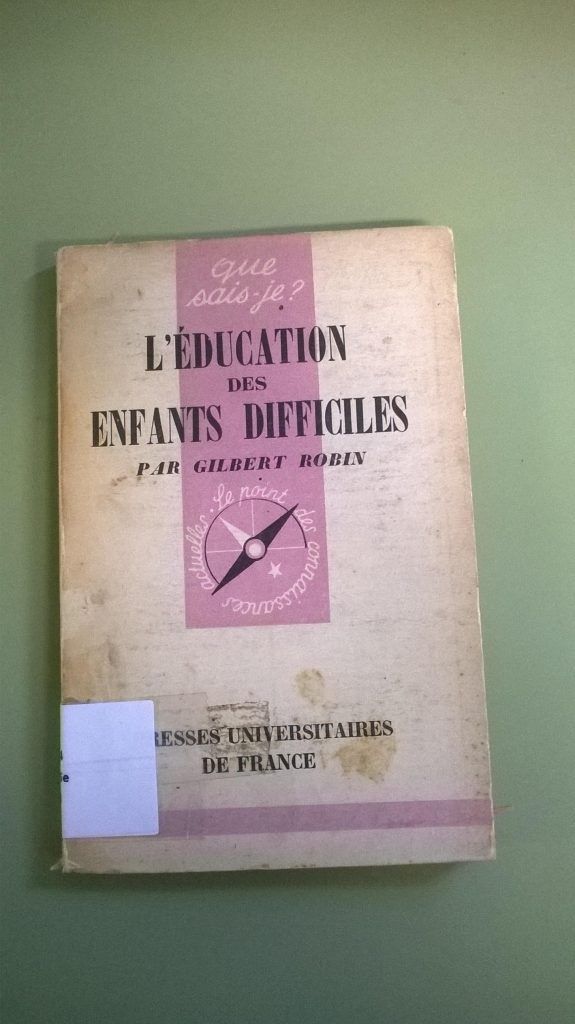 que
sais-je?
L'ÉDUCATION
DES
ENFANTS DIFFICILES
PAR GILBERT ROBIN
Le point des connaissances actuelles.
RESSES UNIVERSITAIRES
DE FRANCE